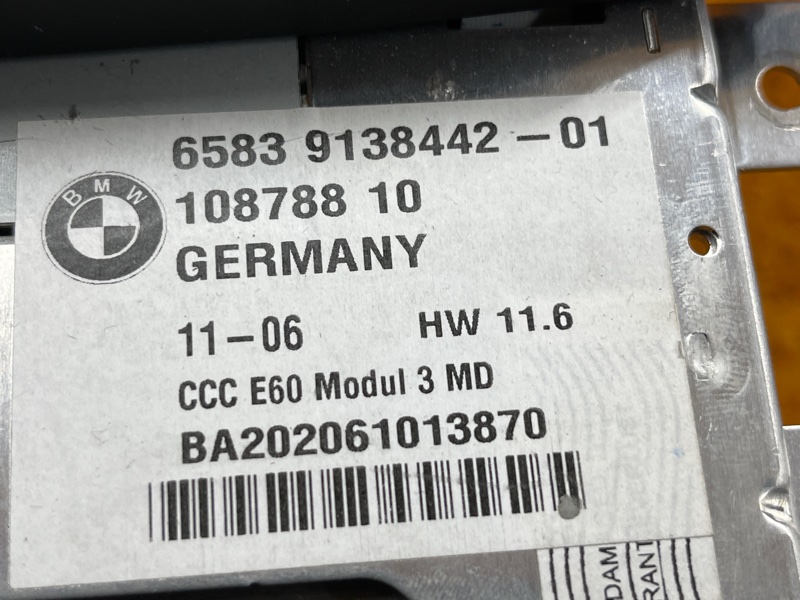 6583 9138442-01
BMW
108788 10
GERMANY
11-06 HW 11.6
CCC E60 Modul 3 MD
BA202061013870